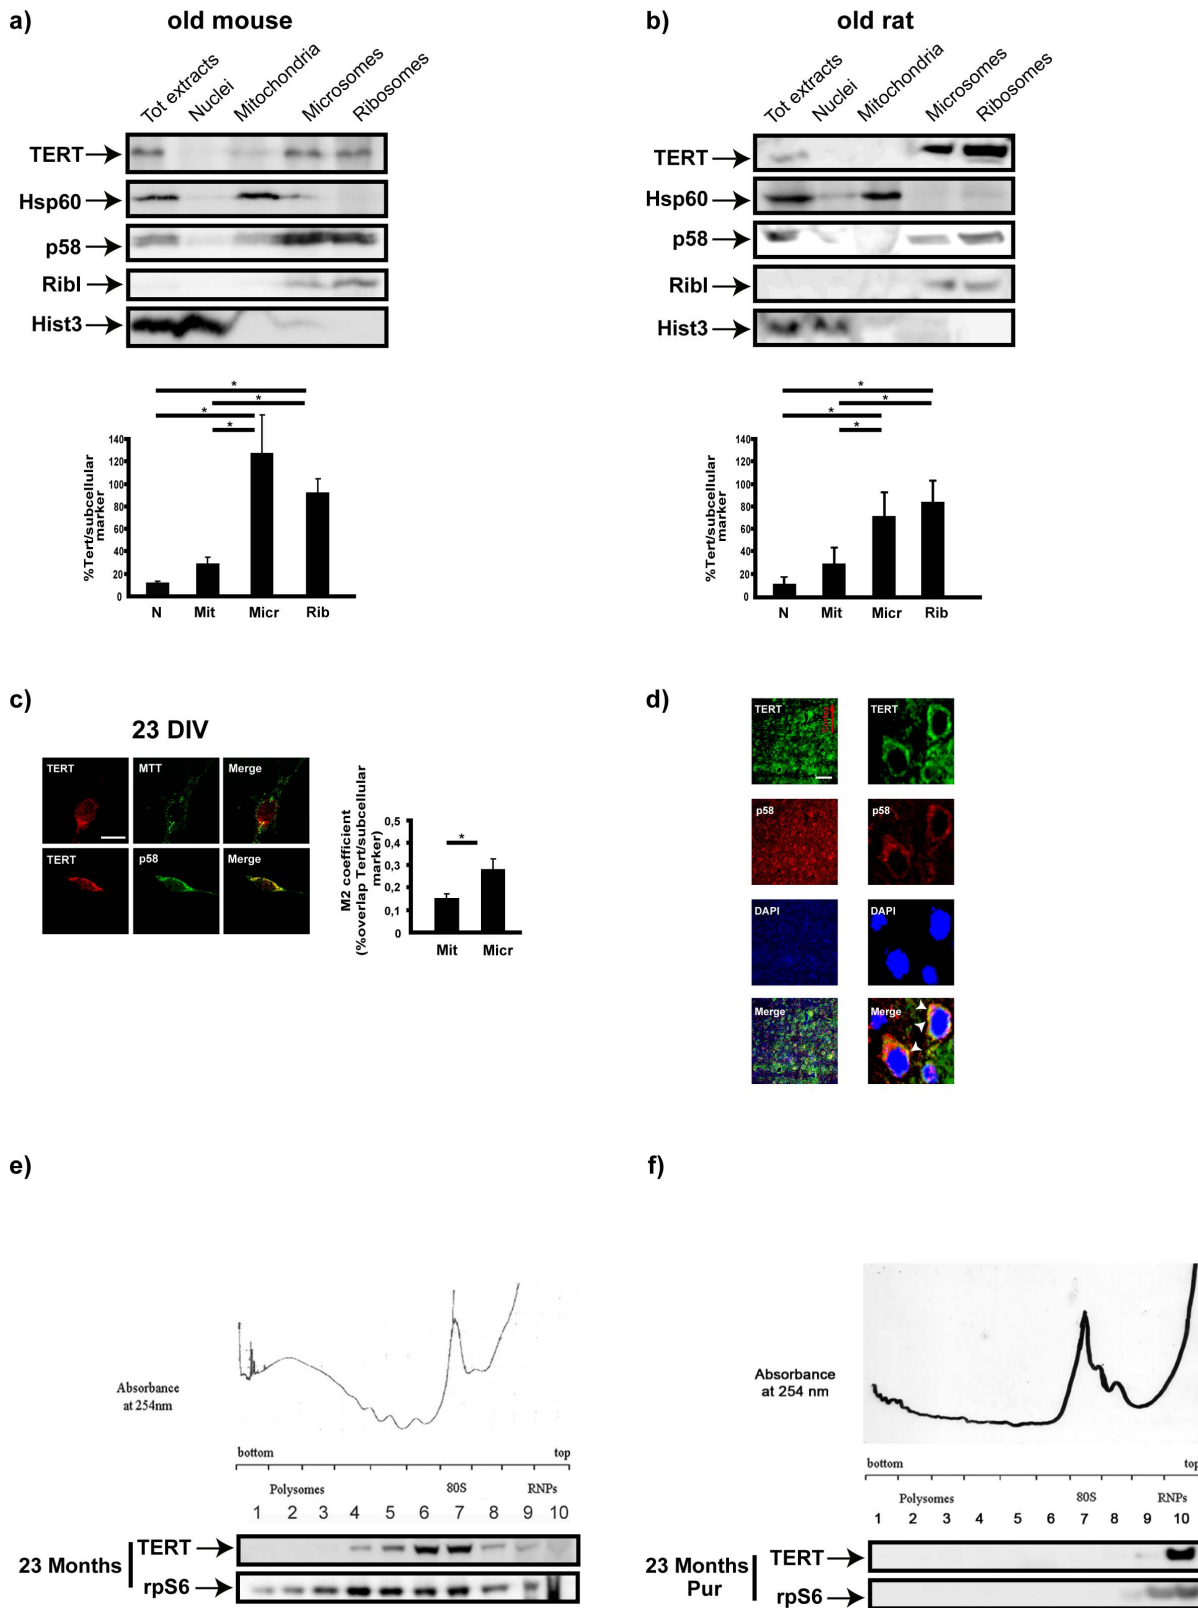 a)
old mouse
Tot extracts
Nuclei
Mitochondria
Microsomes
Ribosomes
TERT
Hsp60
p58
RibI
Hist3
*
*
*
*
%Tert/subcellular
marker
140
120
100
80
60
40
20
0
N Mit Micr Rib
b)
old rat
Tot extracts
Nuclei
Mitochondria
Microsomes
Ribosomes
TERT
Hsp60
p58
RibI
Hist3
*
*
*
*
%Tert/subcellular
marker
140
120
100
80
60
40
20
0
N Mit Micr Rib
c)
23 DIV
TERT MTT Merge
TERT p58 Merge
M2 coefficient
(%overlap Tert/subcellular
marker)
0,5
0,4
0,3
0,2
0,1
0
*
Mit Micr
d)
TERT TERT
p58 p58
DAPI DAPI
Merge Merge
e)
Absorbance
at 254nm
bottom top
Polysomes 80S RNPs
1 2 3 4 5 6 7 8 9 10
23 Months
TERT
rpS6
f)
Absorbance
at 254 nm
bottom top
Polysomes 80S RNPs
1 2 3 4 5 6 7 8 9 10
23 Months
Pur
TERT
rpS6